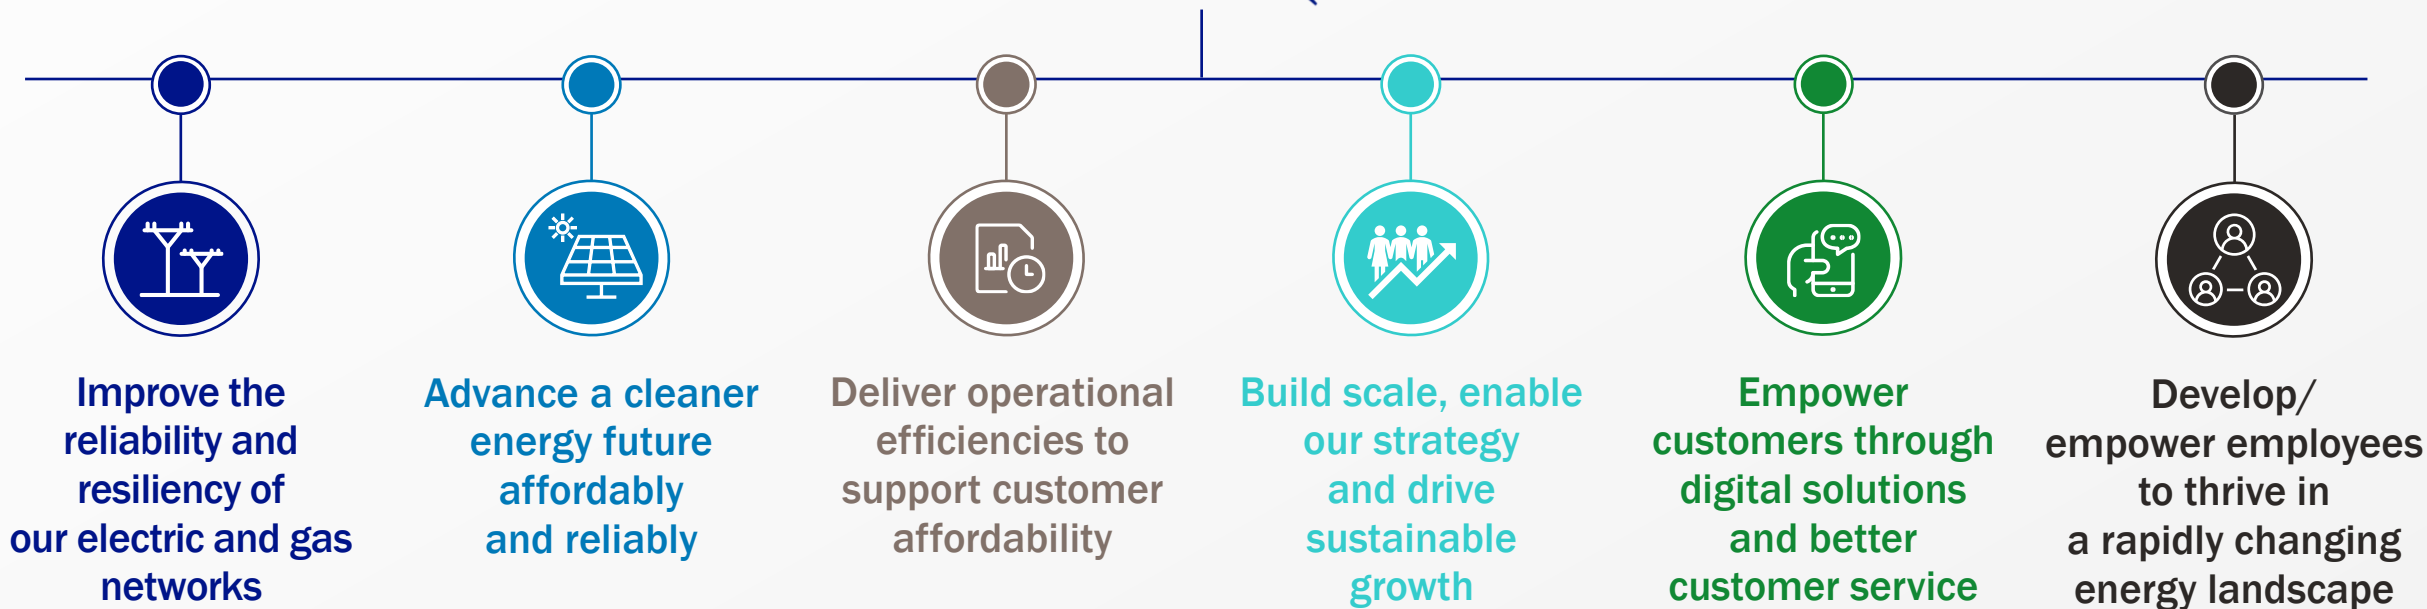 Improve the
reliability and
resiliency of
our electric and gas
networks
Advance a cleaner
energy future
affordably
and reliably
Deliver operational
efficiencies to
support customer
affordability
Build scale, enable
our strategy
and drive
sustainable
growth
Empower
customers through
digital solutions
and better
customer service
Develop/
empower employees
to thrive in
a rapidly changing
energy landscape